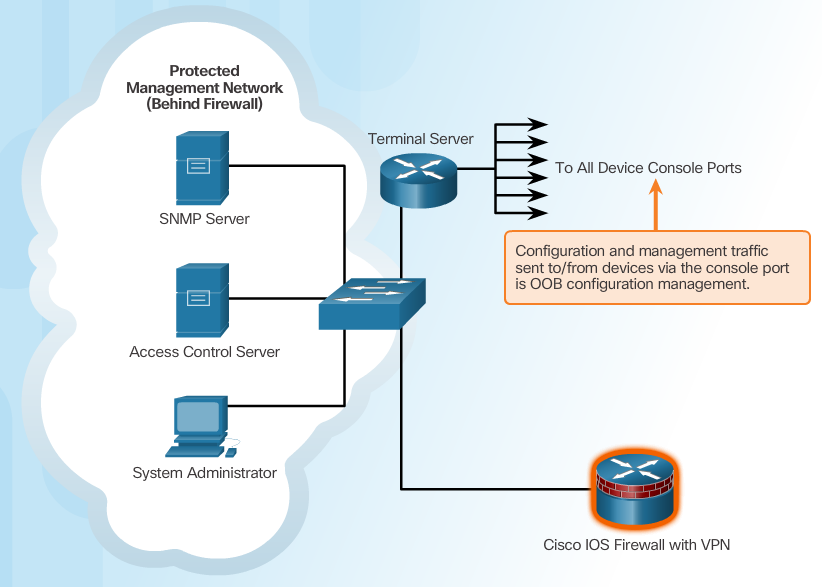 Protected
Management Network
(Behind Firewall)
Terminal Server
To All Device Console Ports
SNMP Server
Configuration and management traffic
sent to/from devices via the console port
is OOB configuration management.
Access Control Server
System Administrator
Cisco IOS Firewall with VPN